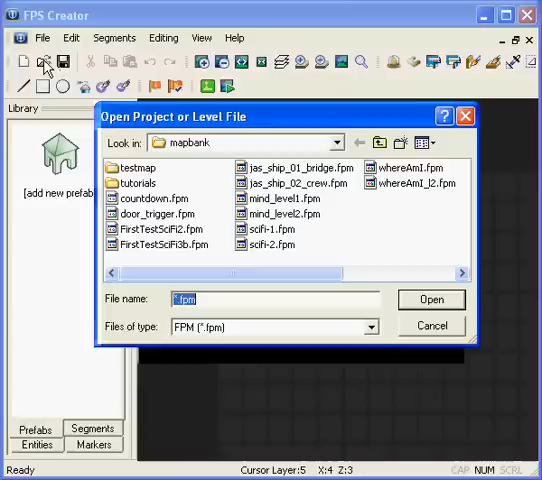 FPS Creator
File Edit Segments Editing View Help
Library
[add new prefab
Prefabs Segments
Entities Markers
Open Project or Level File
Look in: mapbank
testmap
tutorials
countdown.fpm
door_trigger.fpm
FirstTestSciFi2.fpm
FirstTestSciFi3b.fpm
jas_ship_01_bridge.fpm
jas_ship_02_crew.fpm
mind_level1.fpm
mind_level2.fpm
scifi-1.fpm
scifi-2.fpm
whereAmI.fpm
whereAmI_l2.fpm
File name: *.fpm Open
Files of type: FPM (*.fpm) Cancel
Ready Cursor Layer:5 X:4 Z:3 CAP NUM SCRL